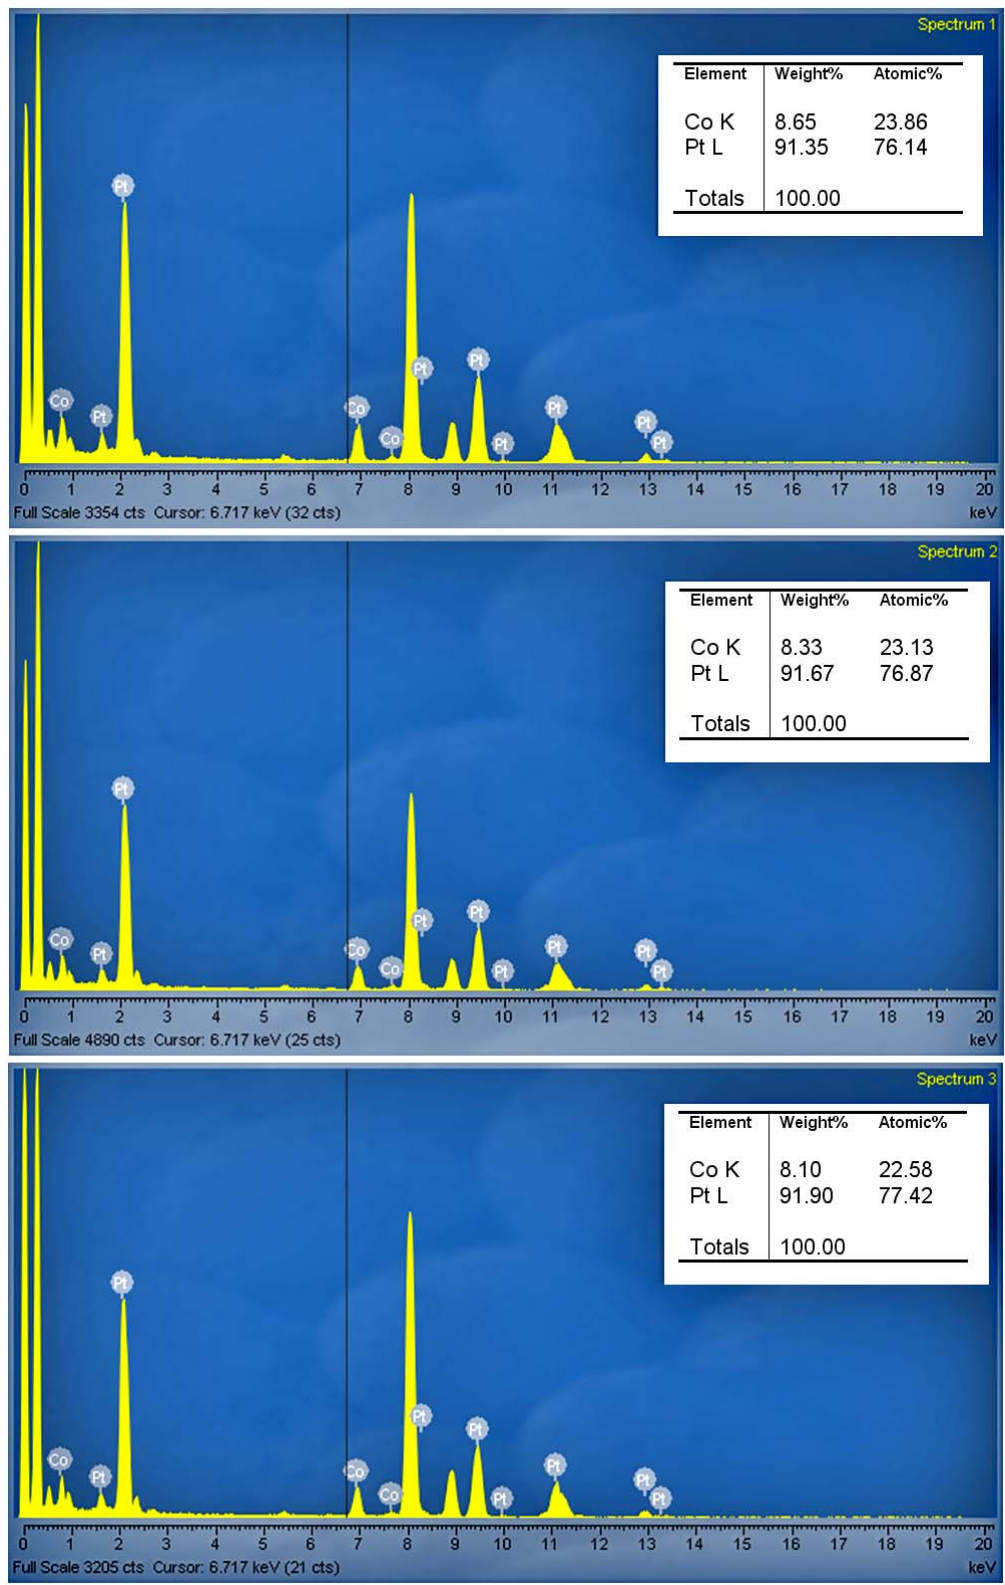 Spectrum 1
Element Weight% Atomic%
Co K 8.65 23.86
Pt L 91.35 76.14
Totals 100.00
Pt
Pt
Pt
Co
Pt
Co
Pt
Pt
Co
Pt
Pt
0 1 2 3 4 5 6 7 8 9 10 11 12 13 14 15 16 17 18 19 20
Full Scale 3354 cts Cursor: 6.717 keV (32 cts) keV
Spectrum 2
Element Weight% Atomic%
Co K 8.33 23.13
Pt L 91.67 76.87
Totals 100.00
Pt
Pt
Pt
Co
Pt
Co
Pt
Pt
Co
Pt
Pt
0 1 2 3 4 5 6 7 8 9 10 11 12 13 14 15 16 17 18 19 20
Full Scale 4890 cts Cursor: 6.717 keV (25 cts) keV
Spectrum 3
Element Weight% Atomic%
Co K 8.10 22.58
Pt L 91.90 77.42
Totals 100.00
Pt
Pt
Pt
Co
Pt
Co
Pt
Pt
Co
Pt
Pt
0 1 2 3 4 5 6 7 8 9 10 11 12 13 14 15 16 17 18 19 20
Full Scale 3205 cts Cursor: 6.717 keV (21 cts) keV